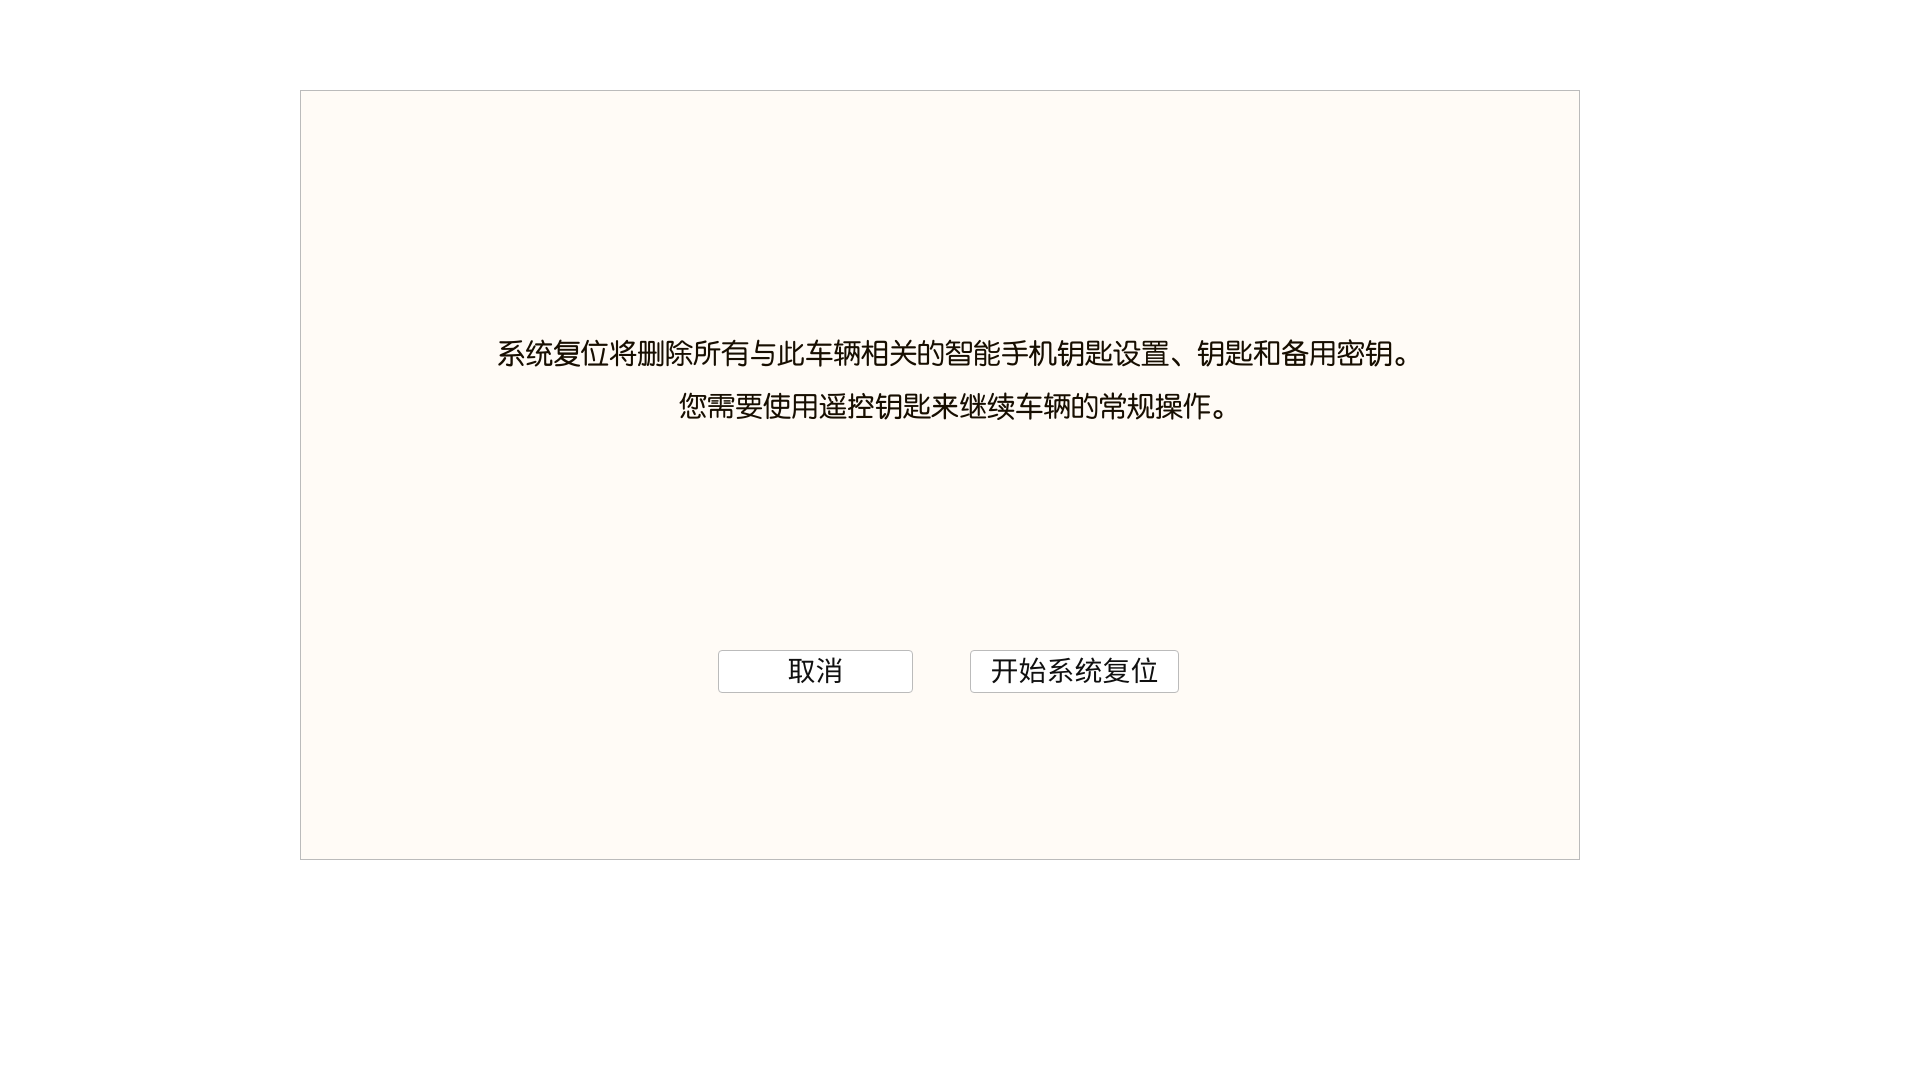 系统复位将删除所有与此车辆相关的智能手机钥匙设置、钥匙和备用密钥。
您需要使用遥控钥匙来继续车辆的常规操作。
取消
开始系统复位